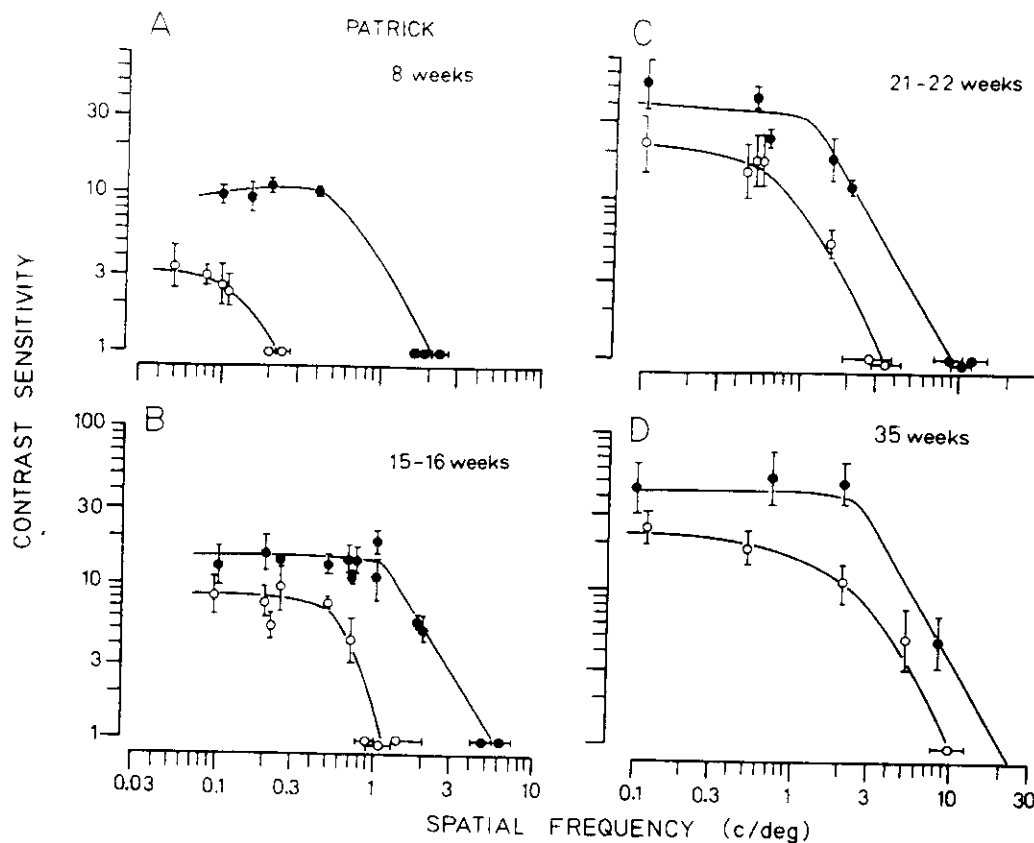 A
PATRICK
8 weeks
30
10
3
1
C
21-22 weeks
B
15-16 weeks
100
30
10
3
1
0.03
0.1
0.3
1
3
10
D
35 weeks
0.1
0.3
1
3
10
30
CONTRAST SENSITIVITY
SPATIAL FREQUENCY (c/deg)